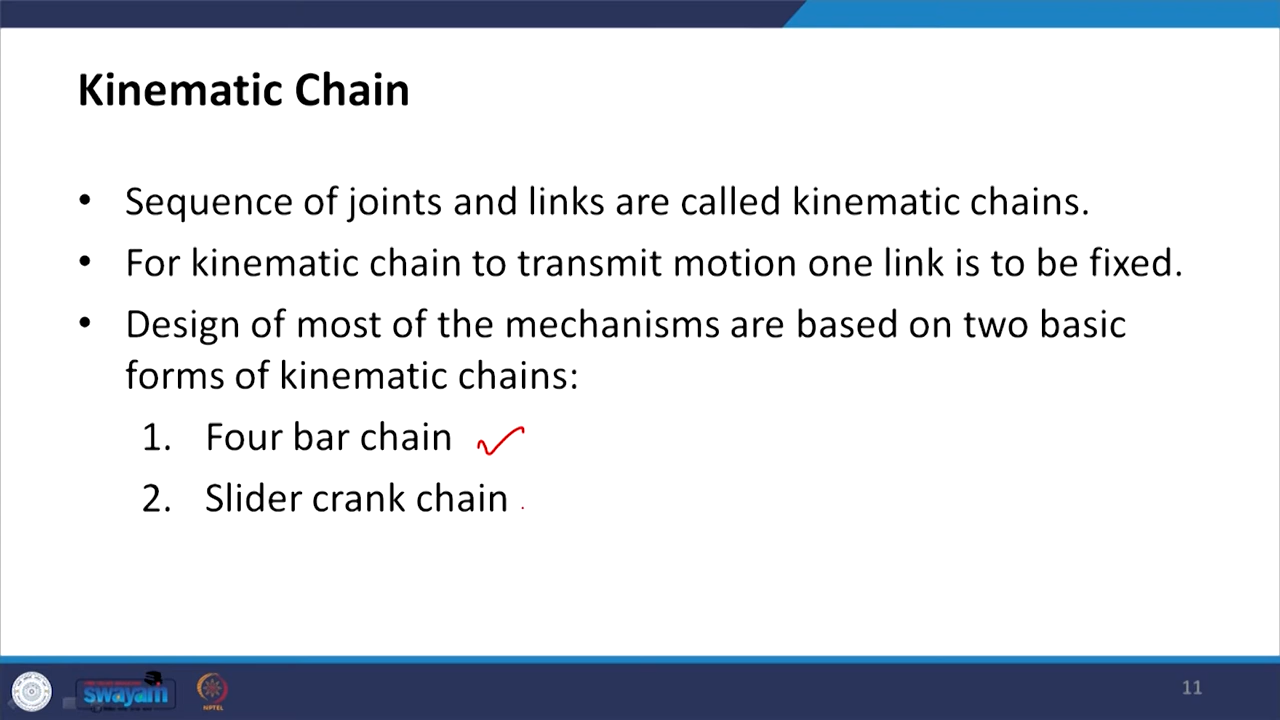 Kinematic Chain
• Sequence of joints and links are called kinematic chains.
• For kinematic chain to transmit motion one link is to be fixed.
• Design of most of the mechanisms are based on two basic
forms of kinematic chains:
1. Four bar chain
2. Slider crank chain
swayam
NPTEL
11